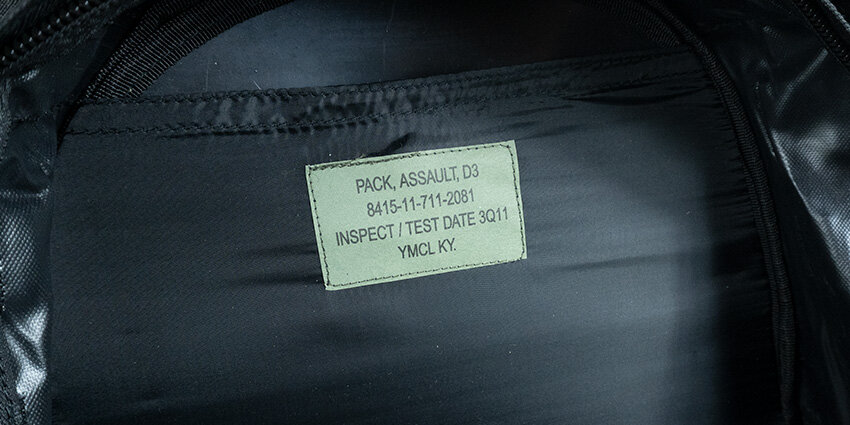 PACK, ASSAULT, D3
8415-11-711-2081
INSPECT / TEST DATE 3Q11
YMCL KY.